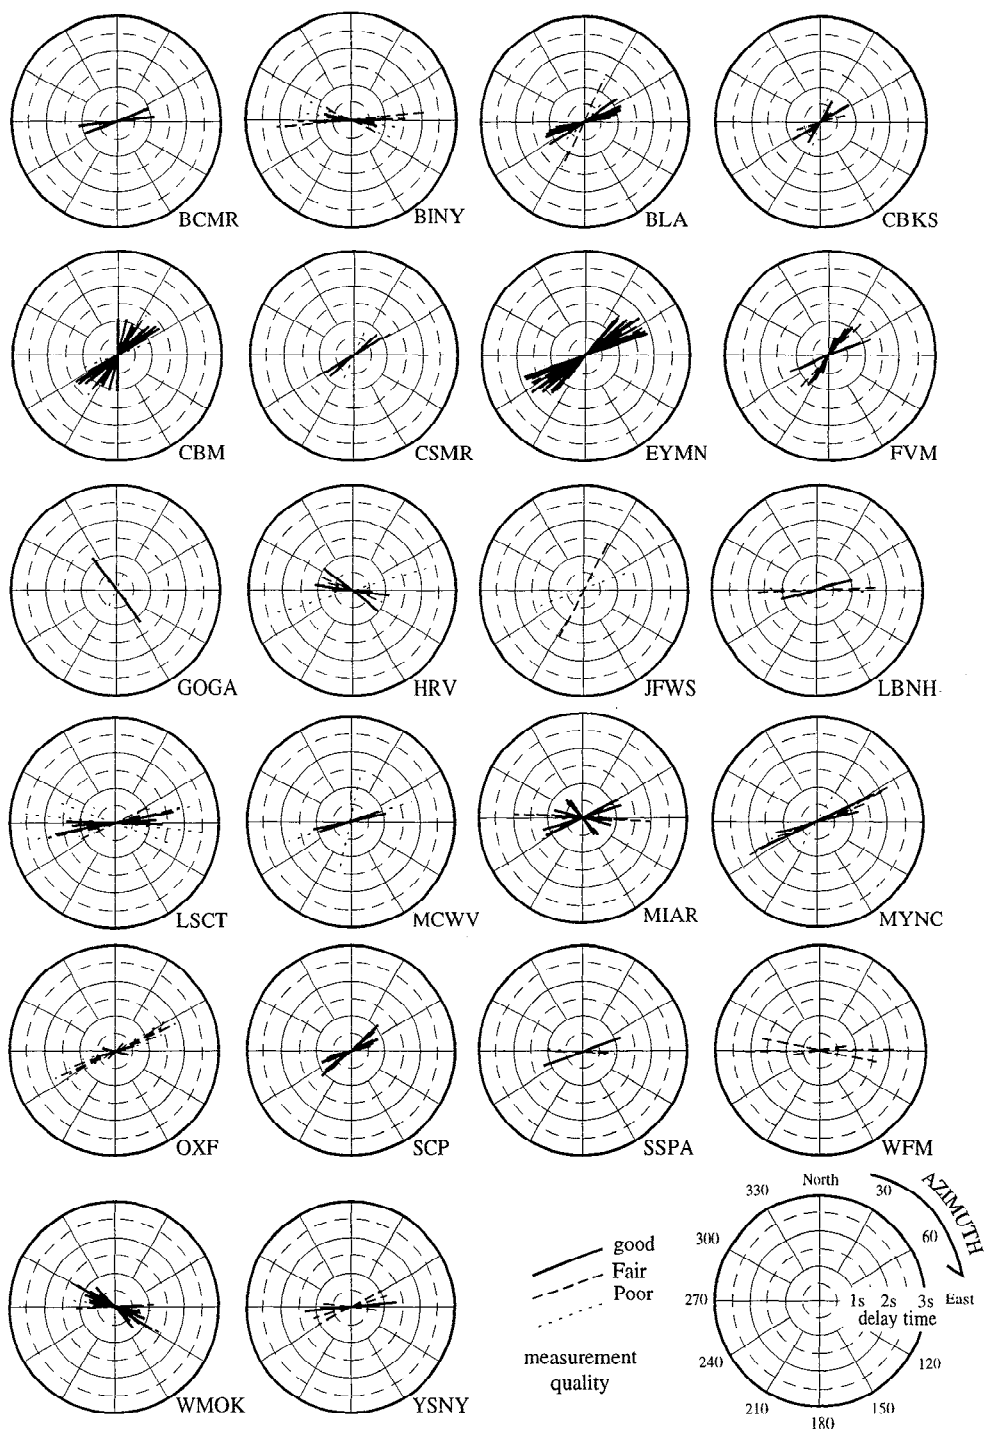 BCMR
BINY
BLA
CBKS
CBM
CSMR
EYMN
FVM
GOGA
HRV
JFWS
LBNH
LSCT
MCWV
MIAR
MYNC
OXF
SCP
SSPA
WFM
WMOK
YSNY
good
Fair
Poor
measurement
quality
North
330
30
AZIMUTH
300
60
270
1s 2s 3s
East
delay time
240
120
210
150
180